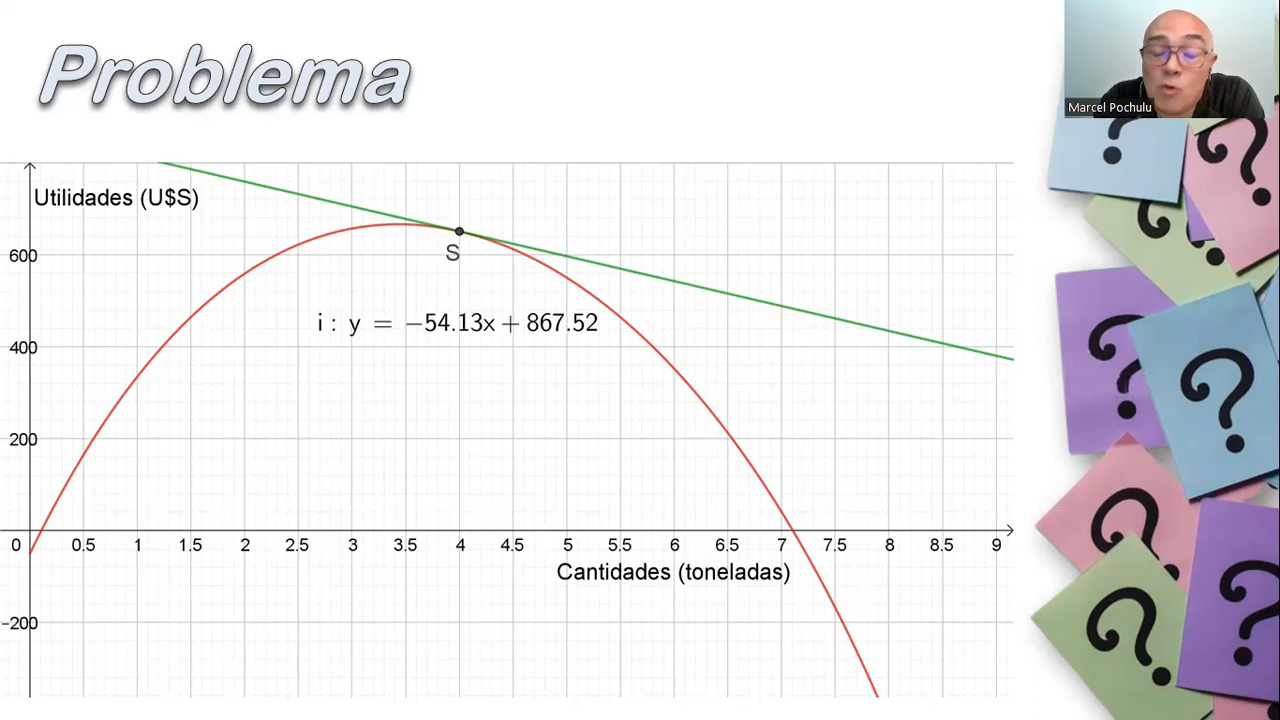 Problema
Marcel Pochulu
Utilidades (U$S)
600
S
i : y = −54.13x + 867.52
400
200
0 0.5 1 1.5 2 2.5 3 3.5 4 4.5 5 5.5 6 6.5 7 7.5 8 8.5 9
Cantidades (toneladas)
−200
? ? ? ? ? ? ? ? ?